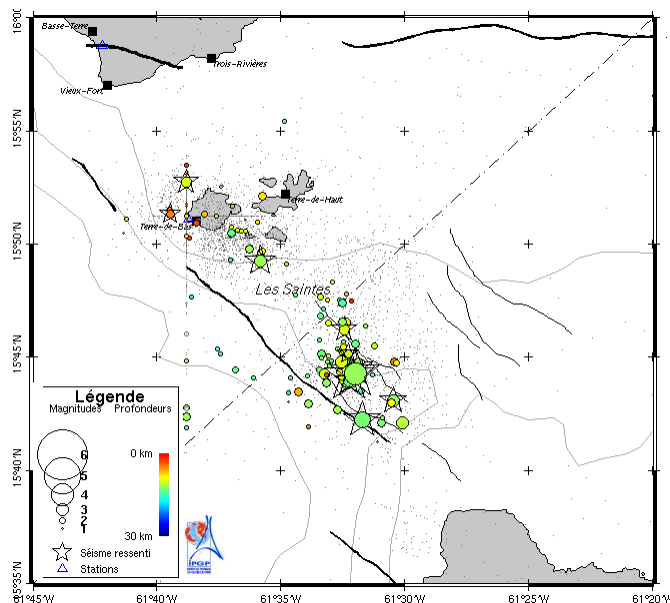 16°00'
Basse-Terre
Trois-Rivières
Vieux-Fort
15°55'N
Terre-de-Haut
Terre-de-Bas
15°50'N
Les Saintes
15°45'N
Légende
Magnitudes Profondeurs
6
5
4
3
2
1
0 km
30 km
Séisme ressenti
Stations
IPGP
15°40'N
15°35'N
61°45'W 61°40'W 61°35'W 61°30'W 61°25'W 61°20'W